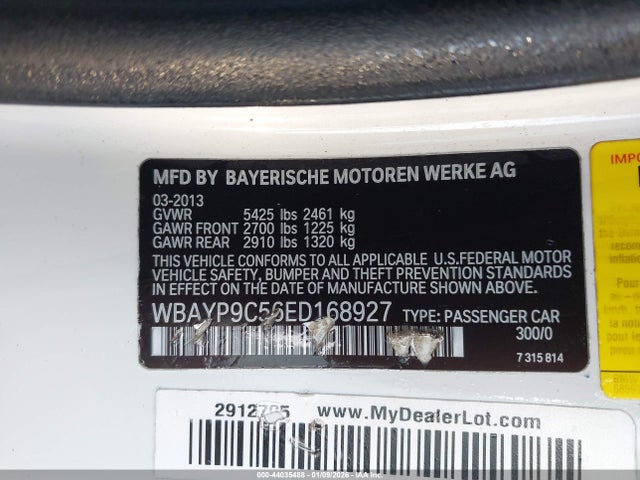 MFD BY BAYERISCHE MOTOREN WERKE AG
03-2013
GVWR 5425 lbs 2461 kg
GAWR FRONT 2700 lbs 1225 kg
GAWR REAR 2910 lbs 1320 kg
THIS VEHICLE CONFORMS TO ALL APPLICABLE U.S.FEDERAL MOTOR
VEHICLE SAFETY, BUMPER AND THEFT PREVENTION STANDARDS
IN EFFECT ON THE DATE OF MANUFACTURE SHOWN ABOVE.
WBAYP9C56ED168927 TYPE: PASSENGER CAR
300/0
7 315 814
IMPO
Pour
2912785 www.MyDealerLot.com
000-44035488 - 01/09/2026 - IAA Inc.